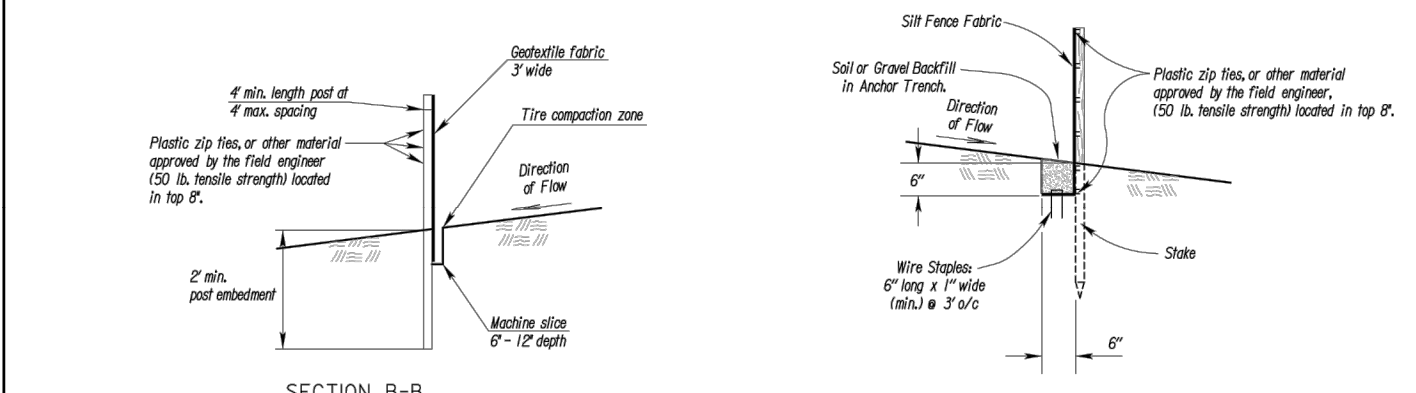 Geotextile fabric
3' wide
4' min. length post at
4' max. spacing
Tire compaction zone
Plastic zip ties, or other material
approved by the field engineer
(50 lb. tensile strength) located
in top 8".
Direction
of Flow
2' min.
post embedment
Machine slice
6" - 12" depth
SECTION B-B
Silt Fence Fabric
Soil or Gravel Backfill
in Anchor Trench.
Direction
of Flow
Plastic zip ties, or other material
approved by the field engineer,
(50 lb. tensile strength) located in top 8".
6"
Stake
Wire Staples:
6" long x 1" wide
(min.) @ 3' o/c
6"